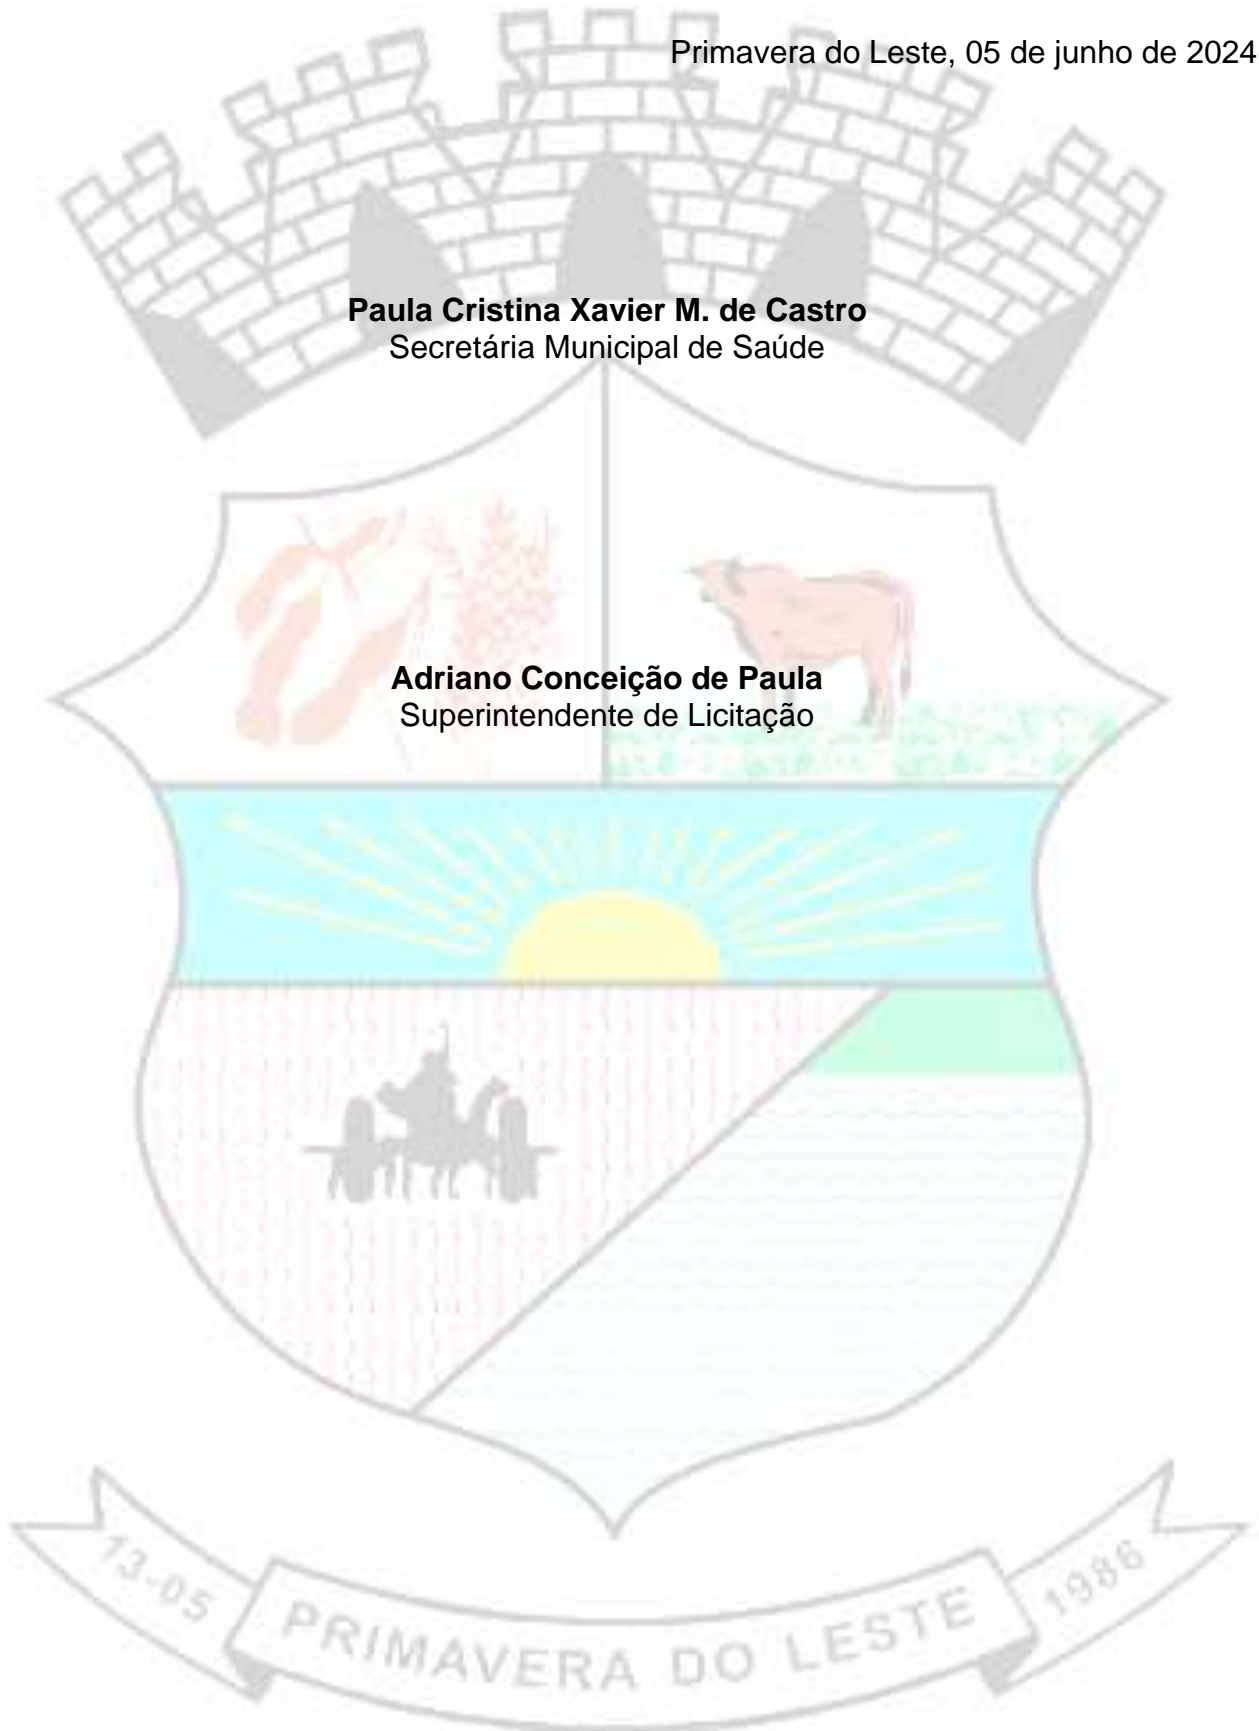 Primavera do Leste, 05 de junho de 2024
Paula Cristina Xavier M. de Castro
Secretária Municipal de Saúde
Adriano Conceição de Paula
Superintendente de Licitação
13-05 PRIMAVERA DO LESTE 1986